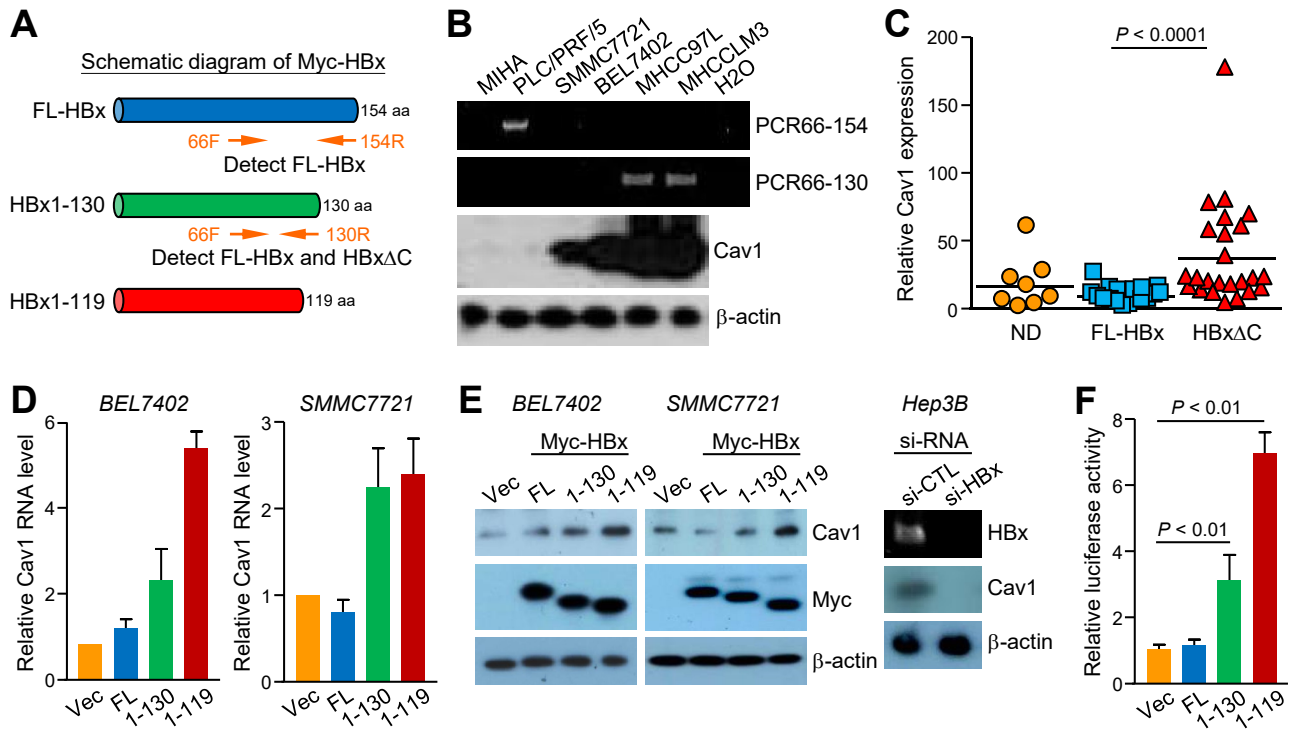 A
Schematic diagram of Myc-HBx
FL-HBx
154 aa
66F
154R
Detect FL-HBx
HBx1-130
130 aa
66F
130R
Detect FL-HBx and HBxΔC
HBx1-119
119 aa
B
MIHA
PLC/PRF/5
SMMC7721
BEL7402
MHCC97L
MHCCLM3
H2O
PCR66-154
PCR66-130
Cav1
β-actin
C
P < 0.0001
Relative Cav1 expression
200
150
100
50
0
ND
FL-HBx
HBxΔC
D
BEL7402
Relative Cav1 RNA level
6
4
2
0
Vec
FL
1-130
1-119
SMMC7721
Relative Cav1 RNA level
3
2
1
0
Vec
FL
1-130
1-119
E
BEL7402
SMMC7721
Hep3B
Myc-HBx
Myc-HBx
si-RNA
Vec
FL
1-130
1-119
Vec
FL
1-130
1-119
si-CTL
si-HBx
Cav1
Myc
β-actin
HBx
Cav1
β-actin
F
Relative luciferase activity
8
6
4
2
0
P < 0.01
P < 0.01
Vec
FL
1-130
1-119